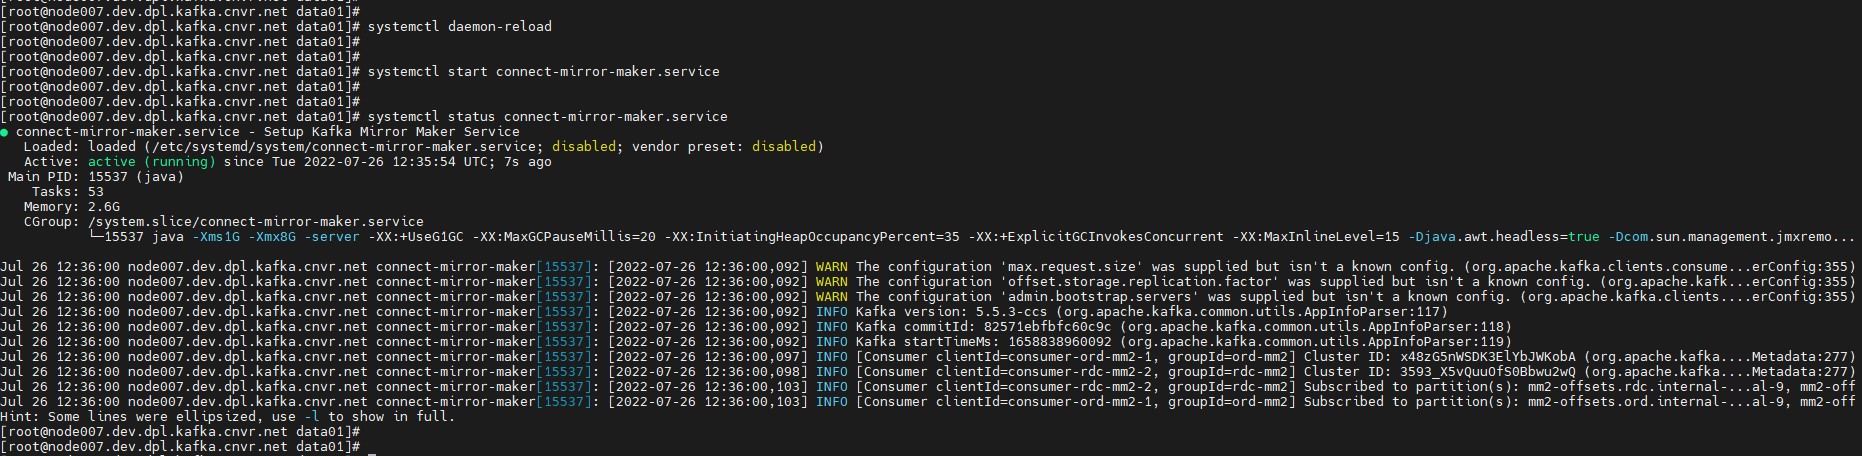 [root@node007.dev.dpl.kafka.cnvr.net data01]#
[root@node007.dev.dpl.kafka.cnvr.net data01]#
[root@node007.dev.dpl.kafka.cnvr.net data01]# systemctl daemon-reload
[root@node007.dev.dpl.kafka.cnvr.net data01]#
[root@node007.dev.dpl.kafka.cnvr.net data01]#
[root@node007.dev.dpl.kafka.cnvr.net data01]# systemctl start connect-mirror-maker.service
[root@node007.dev.dpl.kafka.cnvr.net data01]#
[root@node007.dev.dpl.kafka.cnvr.net data01]#
[root@node007.dev.dpl.kafka.cnvr.net data01]# systemctl status connect-mirror-maker.service
● connect-mirror-maker.service - Setup Kafka Mirror Maker Service
Loaded: loaded (/etc/systemd/system/connect-mirror-maker.service; disabled; vendor preset: disabled)
Active: active (running) since Tue 2022-07-26 12:35:54 UTC; 7s ago
Main PID: 15537 (java)
Tasks: 53
Memory: 2.6G
CGroup: /system.slice/connect-mirror-maker.service
└─15537 java -Xms1G -Xmx8G -server -XX:+UseG1GC -XX:MaxGCPauseMillis=20 -XX:InitiatingHeapOccupancyPercent=35 -XX:+ExplicitGCInvokesConcurrent -XX:MaxInlineLevel=15 -Djava.awt.headless=true -Dcom.sun.management.jmxremo...
Jul 26 12:36:00 node007.dev.dpl.kafka.cnvr.net connect-mirror-maker[15537]: [2022-07-26 12:36:00,092] WARN The configuration 'max.request.size' was supplied but isn't a known config. (org.apache.kafka.clients.consume...erConfig:355)
Jul 26 12:36:00 node007.dev.dpl.kafka.cnvr.net connect-mirror-maker[15537]: [2022-07-26 12:36:00,092] WARN The configuration 'offset.storage.replication.factor' was supplied but isn't a known config. (org.apache.kafk...erConfig:355)
Jul 26 12:36:00 node007.dev.dpl.kafka.cnvr.net connect-mirror-maker[15537]: [2022-07-26 12:36:00,092] WARN The configuration 'admin.bootstrap.servers' was supplied but isn't a known config. (org.apache.kafka.clients....erConfig:355)
Jul 26 12:36:00 node007.dev.dpl.kafka.cnvr.net connect-mirror-maker[15537]: [2022-07-26 12:36:00,092] INFO Kafka version: 5.5.3-ccs (org.apache.kafka.common.utils.AppInfoParser:117)
Jul 26 12:36:00 node007.dev.dpl.kafka.cnvr.net connect-mirror-maker[15537]: [2022-07-26 12:36:00,092] INFO Kafka commitId: 82571ebfbfc60c9c (org.apache.kafka.common.utils.AppInfoParser:118)
Jul 26 12:36:00 node007.dev.dpl.kafka.cnvr.net connect-mirror-maker[15537]: [2022-07-26 12:36:00,092] INFO Kafka startTimeMs: 1658838960092 (org.apache.kafka.common.utils.AppInfoParser:119)
Jul 26 12:36:00 node007.dev.dpl.kafka.cnvr.net connect-mirror-maker[15537]: [2022-07-26 12:36:00,097] INFO [Consumer clientId=consumer-ord-mm2-1, groupId=ord-mm2] Cluster ID: x48zG5nWSDK3ElYbJWKobA (org.apache.kafka....Metadata:277)
Jul 26 12:36:00 node007.dev.dpl.kafka.cnvr.net connect-mirror-maker[15537]: [2022-07-26 12:36:00,098] INFO [Consumer clientId=consumer-rdc-mm2-2, groupId=rdc-mm2] Cluster ID: 3593_X5vQuuOfS0Bbwu2wQ (org.apache.kafka....Metadata:277)
Jul 26 12:36:00 node007.dev.dpl.kafka.cnvr.net connect-mirror-maker[15537]: [2022-07-26 12:36:00,103] INFO [Consumer clientId=consumer-rdc-mm2-2, groupId=rdc-mm2] Subscribed to partition(s): mm2-offsets.rdc.internal-...al-9, mm2-off
Jul 26 12:36:00 node007.dev.dpl.kafka.cnvr.net connect-mirror-maker[15537]: [2022-07-26 12:36:00,103] INFO [Consumer clientId=consumer-ord-mm2-1, groupId=ord-mm2] Subscribed to partition(s): mm2-offsets.ord.internal-...al-9, mm2-off
Hint: Some lines were ellipsized, use -l to show in full.
[root@node007.dev.dpl.kafka.cnvr.net data01]#
[root@node007.dev.dpl.kafka.cnvr.net data01]#